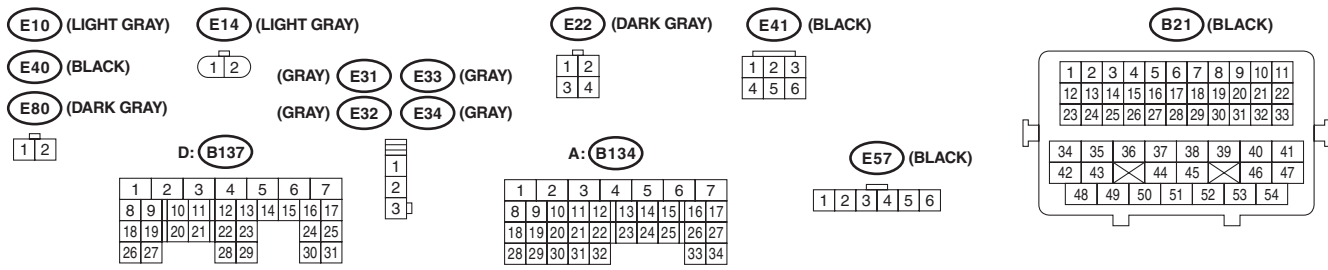 E10 (LIGHT GRAY)
E14 (LIGHT GRAY)
E22 (DARK GRAY)
E41 (BLACK)
B21 (BLACK)
E40 (BLACK)
E80 (DARK GRAY)
(GRAY) E31 E33 (GRAY)
(GRAY) E32 E34 (GRAY)
1 2
1 2
1 2
3 4
1 2 3
4 5 6
1 2 3 4 5 6 7 8 9 10 11
12 13 14 15 16 17 18 19 20 21 22
23 24 25 26 27 28 29 30 31 32 33
34 35 36 37 38 39 40 41
42 43 44 45 46 47
48 49 50 51 52 53 54
D: B137
1 2 3 4 5 6 7
8 9 10 11 12 13 14 15 16 17
18 19 20 21 22 23 24 25
26 27 28 29 30 31
1
2
3
A: B134
1 2 3 4 5 6 7
8 9 10 11 12 13 14 15 16 17
18 19 20 21 22 23 24 25 26 27
28 29 30 31 32 33 34
E57 (BLACK)
1 2 3 4 5 6